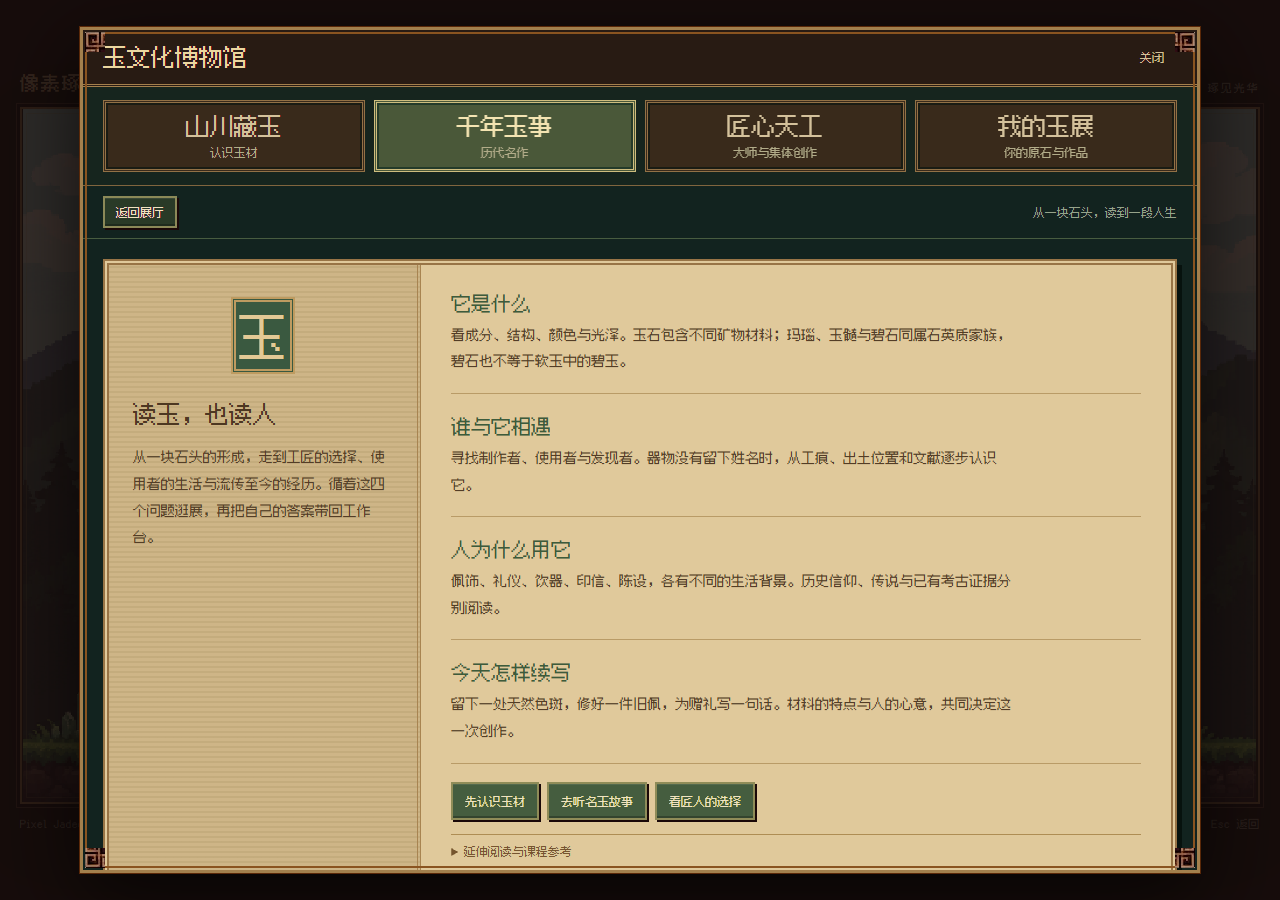 像素琢
玉文化博物馆
关闭
山川藏玉
认识玉材
千年玉事
历代名作
匠心天工
大师与集体创作
我的玉展
你的原石与作品
返回展厅
从一块石头，读到一段人生
玉
读玉，也读人
从一块石头的形成，走到工匠的选择、使
用者的生活与流传至今的经历。循着这四
个问题逛展，再把自己的答案带回工作
台。
它是什么
看成分、结构、颜色与光泽。玉石包含不同矿物材料；玛瑙、玉髓与碧石同属石英质家族，
碧石也不等于软玉中的碧玉。
谁与它相遇
寻找制作者、使用者与发现者。器物没有留下姓名时，从工痕、出土位置和文献逐步认识
它。
人为什么用它
佩饰、礼仪、饮器、印信、陈设，各有不同的生活背景。历史信仰、传说与已有考古证据分
别阅读。
今天怎样续写
留下一处天然色斑，修好一件旧佩，为赠礼写一句话。材料的特点与人的心意，共同决定这
一次创作。
先认识玉材
去听名玉故事
看匠人的选择
延伸阅读与课程参考
Pixel Jade
Esc 返回